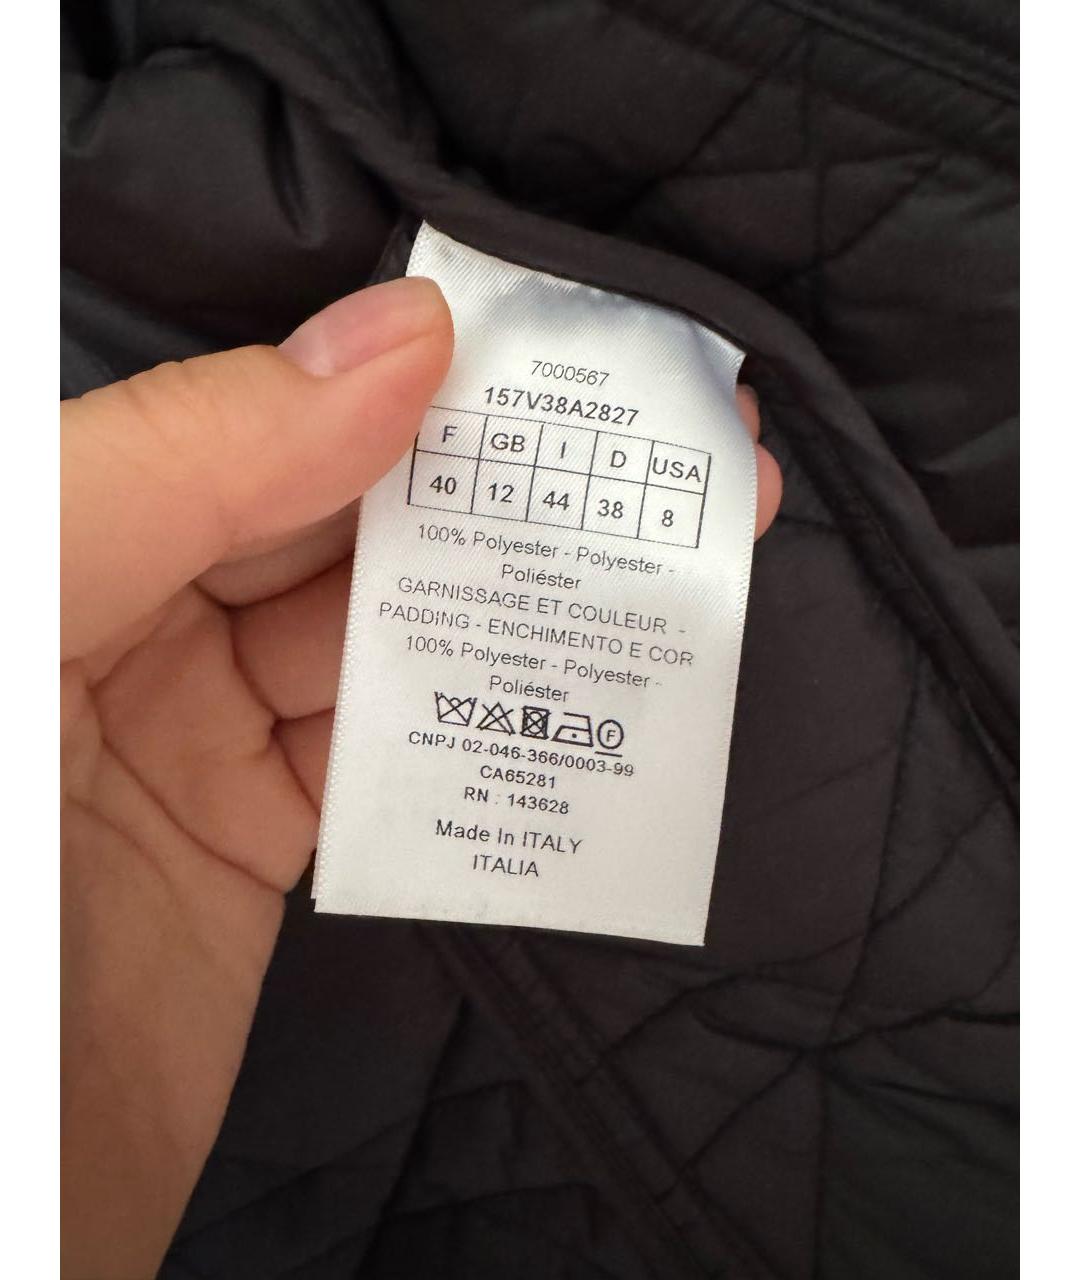 7000567
157V38A2827
F GB I D USA
40 12 44 38 8
100% Polyester - Polyester -
Poliéster
GARNISSAGE ET COULEUR -
PADDING - ENCHIMENTO E COR
100% Polyester - Polyester -
Poliéster
F
CNPJ 02-046-366/0003-99
CA65281
RN : 143628
Made In ITALY
ITALIA